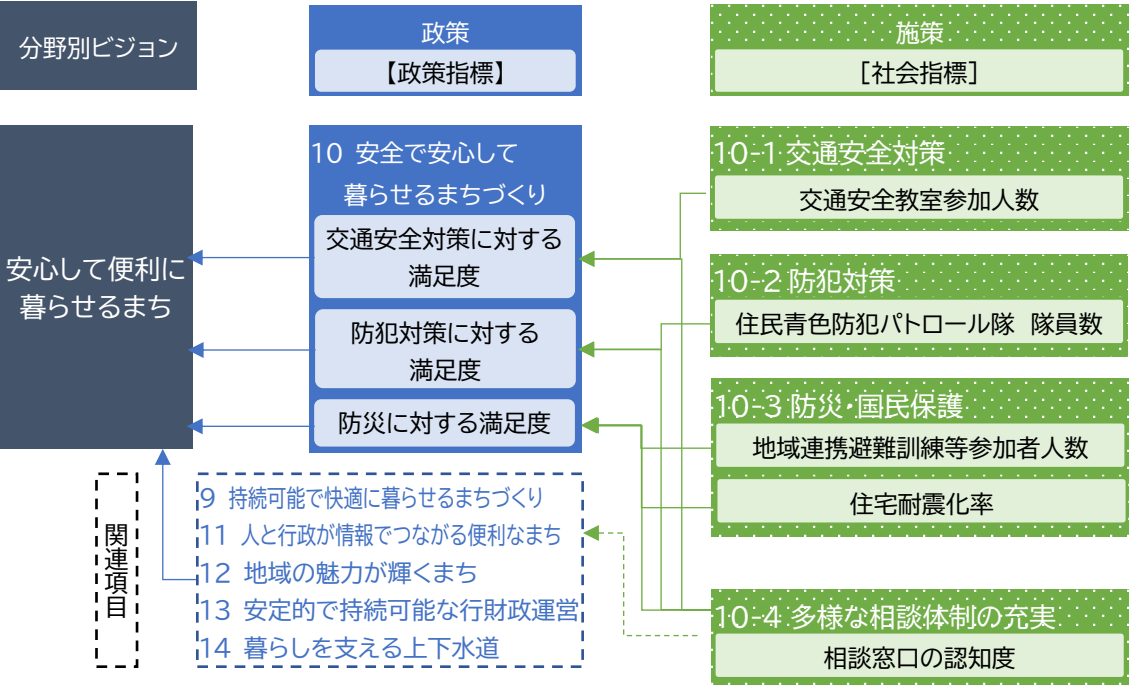 分野別ビジョン
政策
【政策指標】
施策
[社会指標]
安心して便利に
暮らせるまち
10 安全で安心して
暮らせるまちづくり
交通安全対策に対する
満足度
防犯対策に対する
満足度
防災に対する満足度
10-1 交通安全対策
交通安全教室参加人数
10-2 防犯対策
住民青色防犯パトロール隊 隊員数
10-3 防災・国民保護
地域連携避難訓練等参加者人数
住宅耐震化率
10-4 多様な相談体制の充実
相談窓口の認知度
関連項目
9 持続可能で快適に暮らせるまちづくり
11 人と行政が情報でつながる便利なまち
12 地域の魅力が輝くまち
13 安定的で持続可能な行財政運営
14 暮らしを支える上下水道